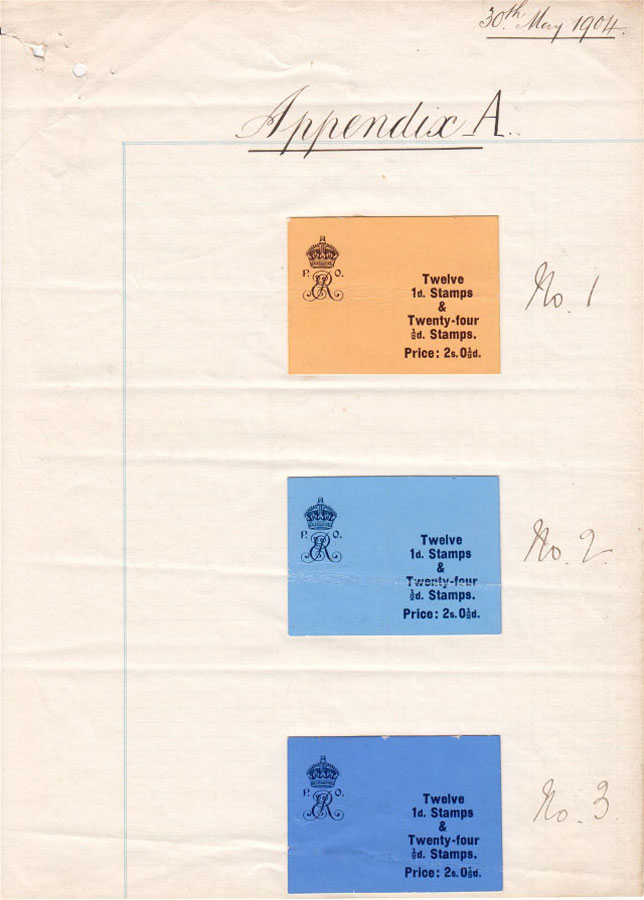 30th May 1904.
Appendix A.
P. O.
Twelve
1d. Stamps
&
Twenty-four
½d. Stamps.
Price: 2s. 0½d.
No. 1
P. O.
Twelve
1d. Stamps
&
Twenty-four
½d. Stamps.
Price: 2s. 0½d.
No. 2.
P. O.
Twelve
1d. Stamps
&
Twenty-four
½d. Stamps.
Price: 2s. 0½d.
No. 3.